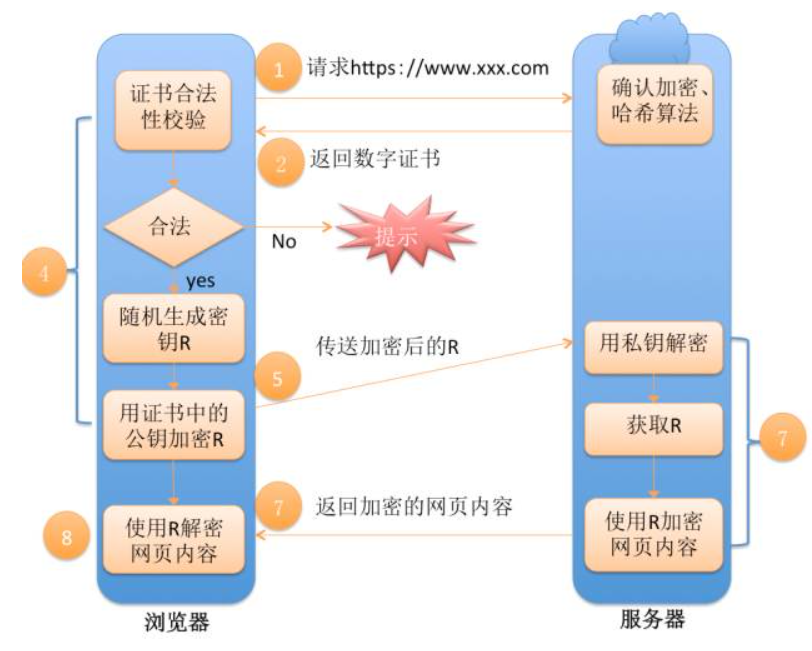 1
请求https://www.xxx.com
证书合法
性校验
确认加密、
哈希算法
2
返回数字证书
合法
No
提示
4
yes
随机生成密
钥R
传送加密后的R
用私钥解密
5
用证书中的
公钥加密R
获取R
7
7
返回加密的网页内容
8
使用R解密
网页内容
使用R加密
网页内容
浏览器
服务器